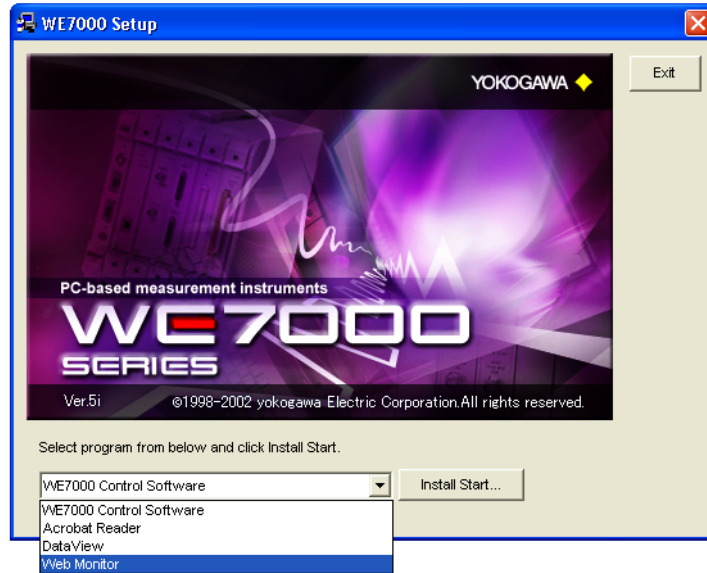 WE7000 Setup
YOKOGAWA
Exit
PC-based measurement instruments
WE7000
SERIES
Ver.5i ©1998-2002 yokogawa Electric Corporation.All rights reserved.
Select program from below and click Install Start.
WE7000 Control Software
Install Start...
WE7000 Control Software
Acrobat Reader
DataView
Web Monitor